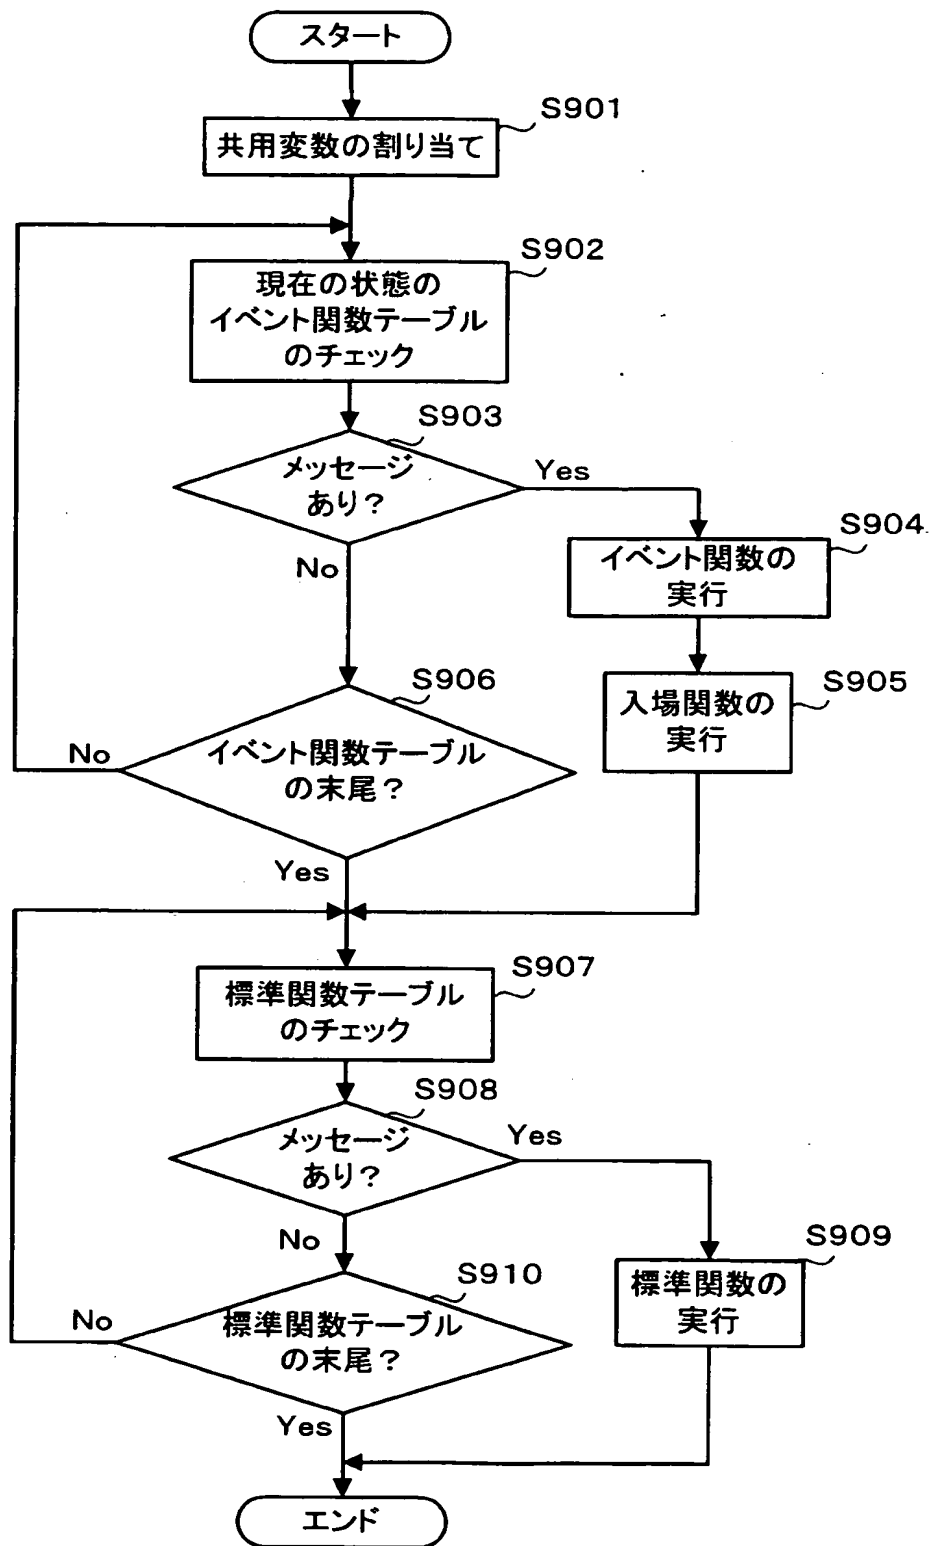 スタート
S901
共用変数の割り当て
S902
現在の状態の
イベント関数テーブル
のチェック
S903
メッセージ
あり？
Yes
No
S904
イベント関数の
実行
S905
入場関数の
実行
S906
イベント関数テーブル
の末尾？
No
Yes
S907
標準関数テーブル
のチェック
S908
メッセージ
あり？
Yes
No
S909
標準関数の
実行
S910
標準関数テーブル
の末尾？
No
Yes
エンド